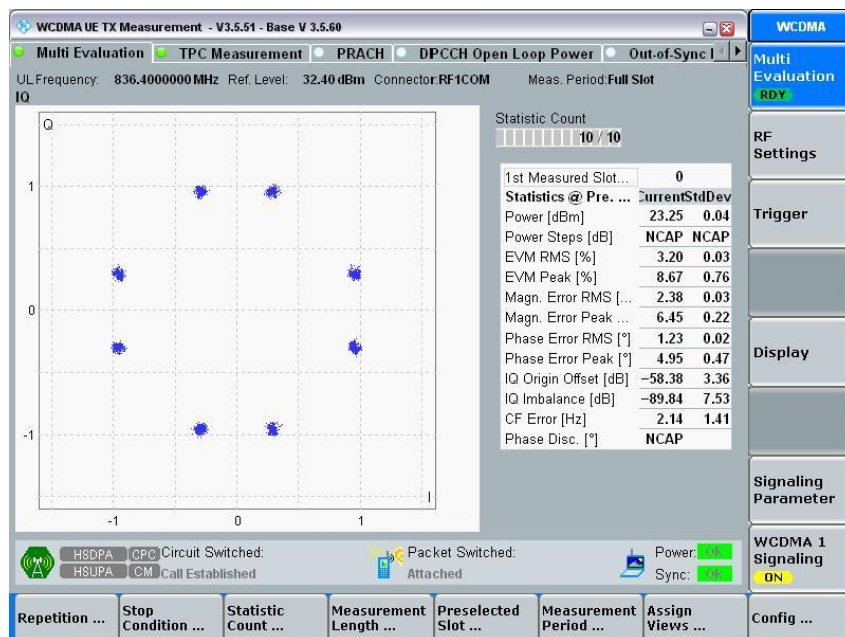 WCDMA UE TX Measurement - V3.5.51 - Base V 3.5.60
WCDMA
Multi Evaluation TPC Measurement PRACH DPCCH Open Loop Power Out-of-Sync
UL Frequency: 836.4000000 MHz Ref. Level: 32.40 dBm Connector: RF1COM Meas. Period: Full Slot
IQ
Q
1
0
-1
-1 0 1
I
Statistic Count
10 / 10
1st Measured Slot... 0
Statistics @ Pre. ... Current StdDev
Power [dBm] 23.25 0.04
Power Steps [dB] NCAP NCAP
EVM RMS [%] 3.20 0.03
EVM Peak [%] 8.67 0.76
Magn. Error RMS [... 2.38 0.03
Magn. Error Peak ... 6.45 0.22
Phase Error RMS [°] 1.23 0.02
Phase Error Peak [°] 4.95 0.47
IQ Origin Offset [dB] −58.38 3.36
IQ Imbalance [dB] −89.84 7.53
CF Error [Hz] 2.14 1.41
Phase Disc. [°] NCAP
Multi
Evaluation
RDY
RF
Settings
Trigger
Display
Signaling
Parameter
WCDMA 1
Signaling
ON
HSDPA CPC Circuit Switched: Packet Switched: Power: Ok
HSUPA CM Call Established Attached Sync: Ok
Repetition ...
Stop
Condition ...
Statistic
Count ...
Measurement
Length ...
Preselected
Slot ...
Measurement
Period ...
Assign
Views ...
Config ...